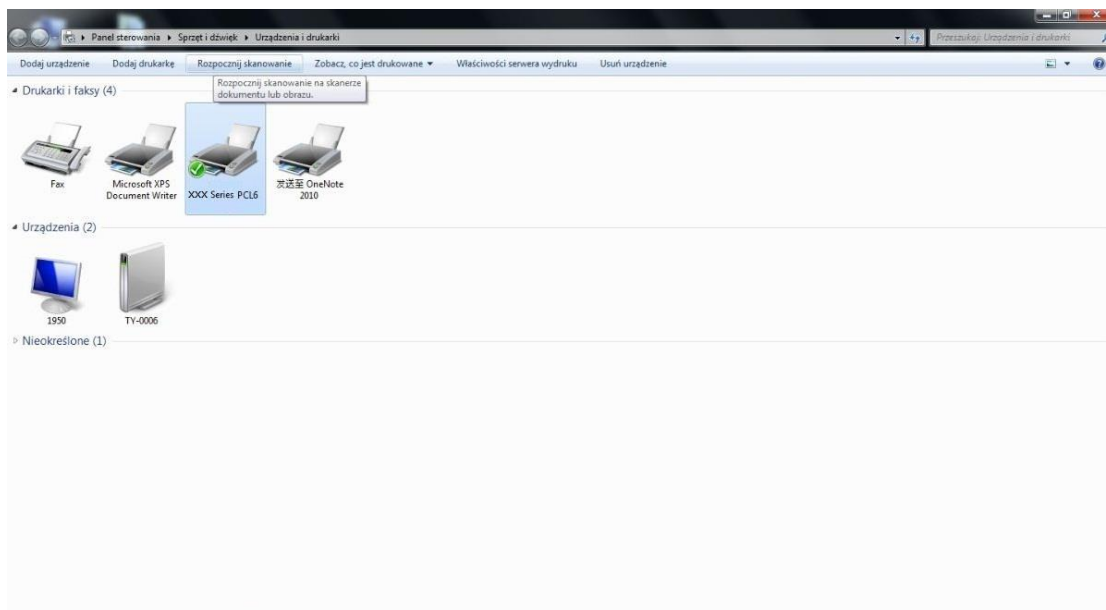 Panel sterowania ▸ Sprzęt i dźwięk ▸ Urządzenia i drukarki
Przeszukaj: Urządzenia i drukarki
Dodaj urządzenie Dodaj drukarkę Rozpocznij skanowanie Zobacz, co jest drukowane Właściwości serwera wydruku Usuń urządzenie
Rozpocznij skanowanie na skanerze
dokumentu lub obrazu.
Drukarki i faksy (4)
Fax
Microsoft XPS
Document Writer
XXX Series PCL6
发送至 OneNote
2010
Urządzenia (2)
1950
TY-0006
Nieokreślone (1)